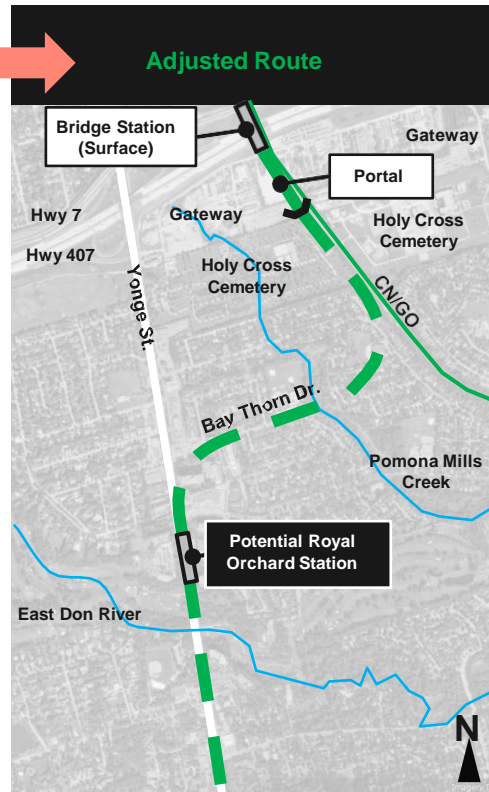 Adjusted Route
Bridge Station
(Surface)
Gateway
Portal
Hwy 7
Gateway
Holy Cross
Cemetery
Hwy 407
Holy Cross
Cemetery
Yonge St.
CN/GO
Bay Thorn Dr.
Pomona Mills
Creek
Potential Royal
Orchard Station
East Don River
N